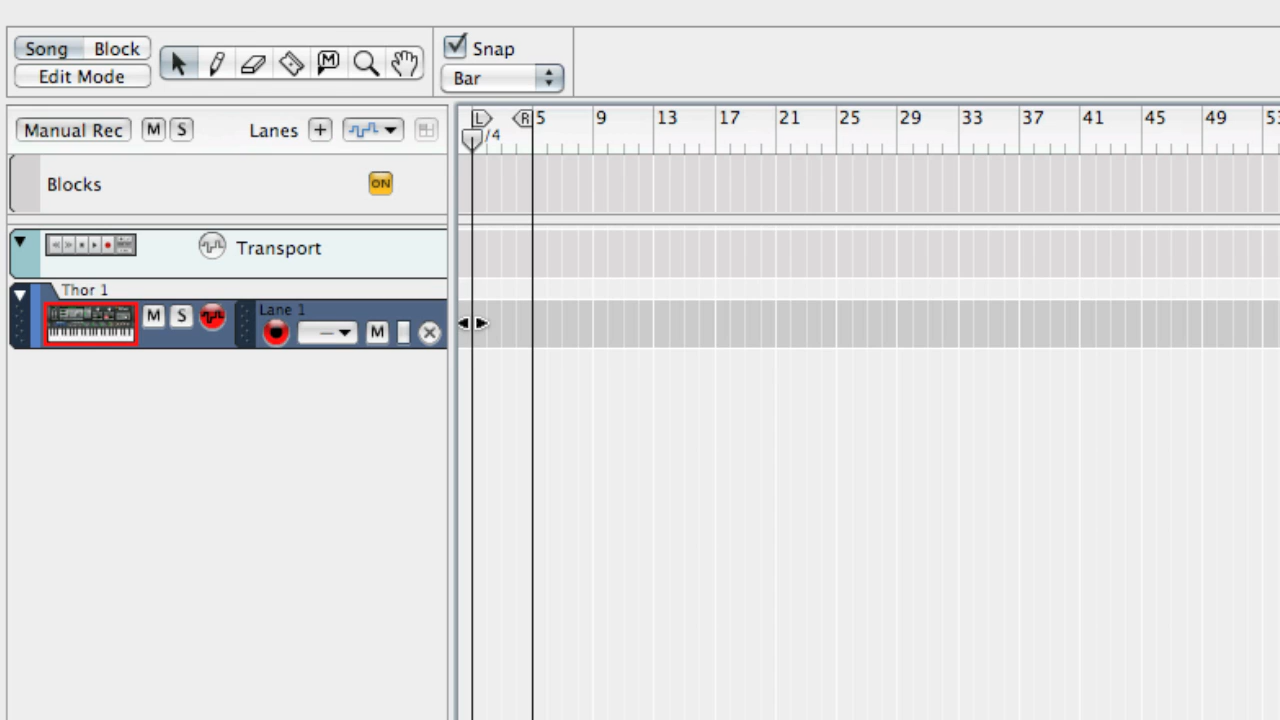 Song Block
Edit Mode
M
Snap
Bar
Manual Rec M S Lanes +
L R 5 9 13 17 21 25 29 33 37 41 45 49
/4
Blocks ON
Transport
Thor 1
M S Lane 1
M